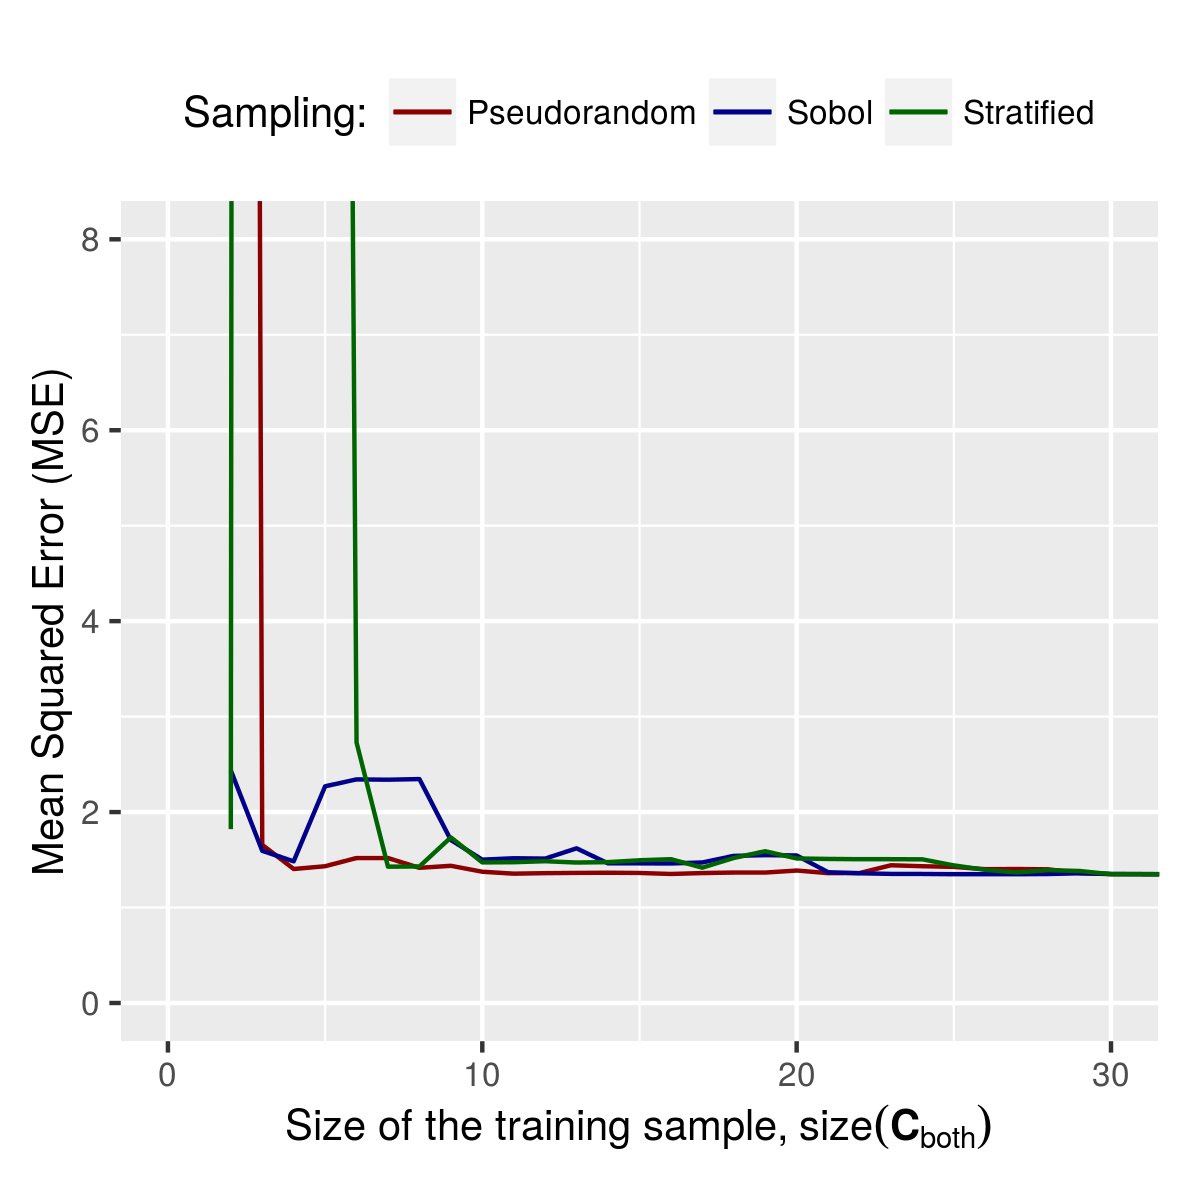 Sampling: Pseudorandom Sobol Stratified
Mean Squared Error (MSE)
8
6
4
2
0
0 10 20 30
Size of the training sample, size(C_both)